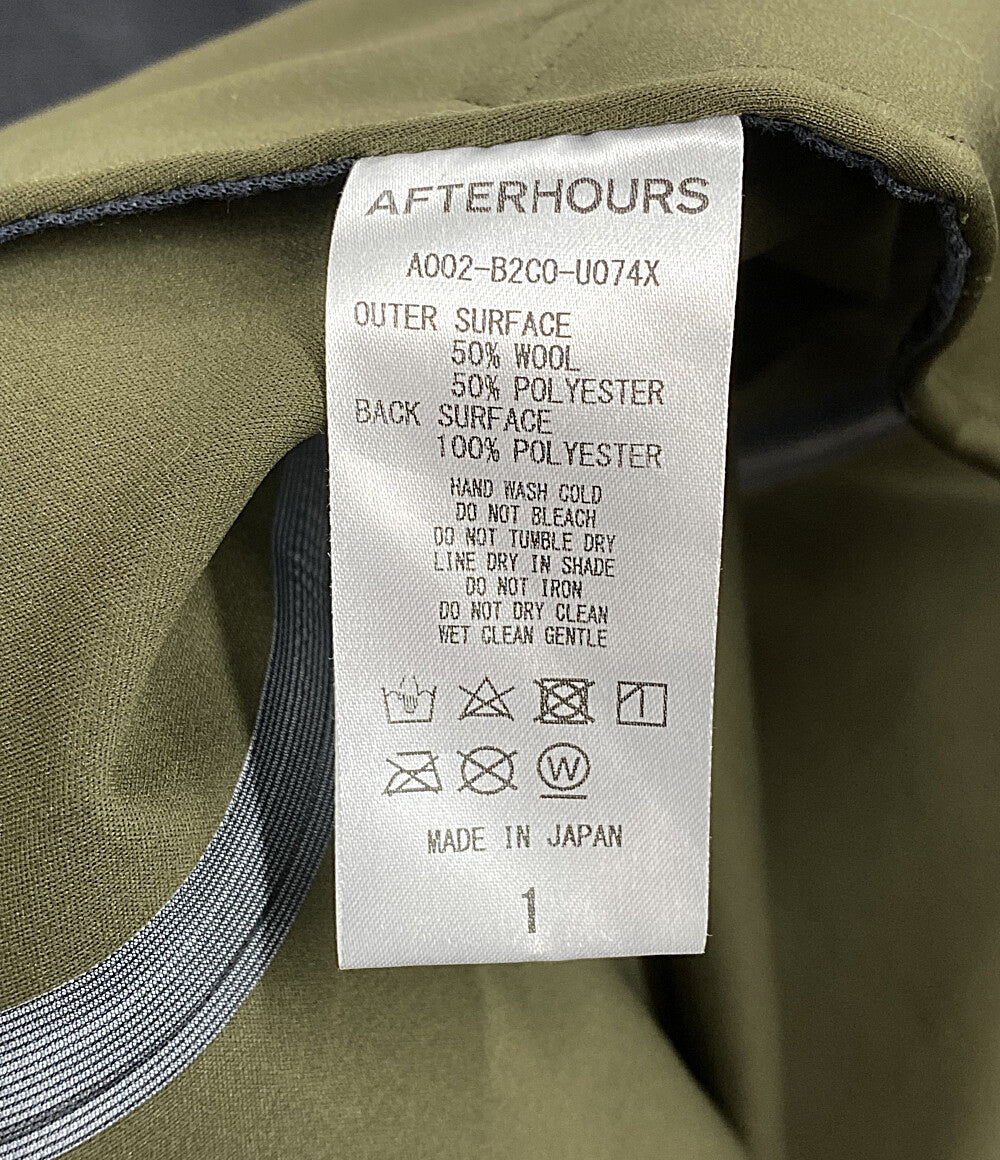 AFTERHOURS
A002-B2C0-U074X
OUTER SURFACE
50% WOOL
50% POLYESTER
BACK SURFACE
100% POLYESTER
HAND WASH COLD
DO NOT BLEACH
DO NOT TUMBLE DRY
LINE DRY IN SHADE
DO NOT IRON
DO NOT DRY CLEAN
WET CLEAN GENTLE
W
MADE IN JAPAN
1